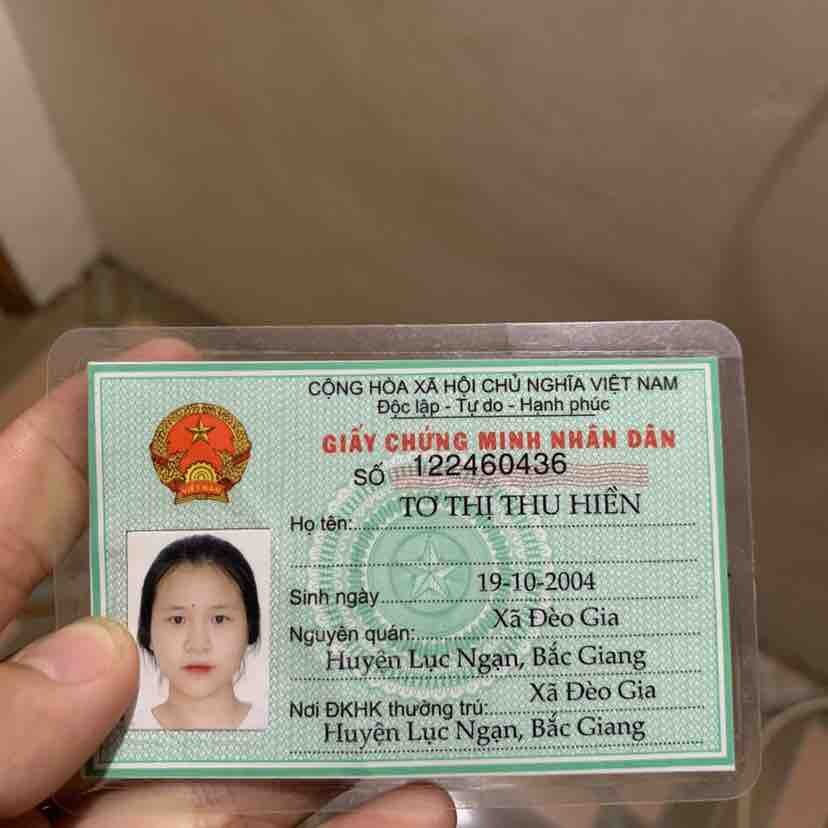 CỘNG HÒA XÃ HỘI CHỦ NGHĨA VIỆT NAM
Độc lập - Tự do - Hạnh phúc
GIẤY CHỨNG MINH NHÂN DÂN
SỐ 122460436
Họ tên: TƠ THỊ THU HIỀN
Sinh ngày 19-10-2004
Nguyên quán: Xã Đèo Gia
Huyện Lục Ngạn, Bắc Giang
Nơi ĐKHK thường trú: Xã Đèo Gia
Huyện Lục Ngạn, Bắc Giang
VIỆT NAM